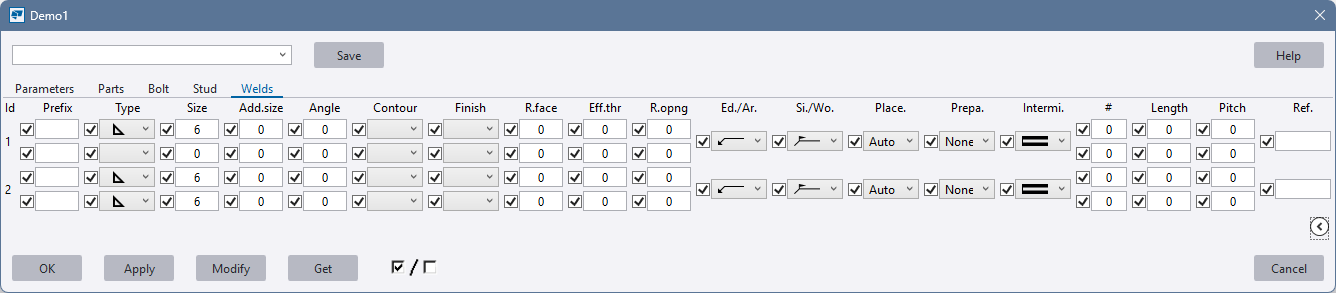 Demo1
Save
Help
Parameters Parts Bolt Stud Welds
Id Prefix Type Size Add.size Angle Contour Finish R.face Eff.thr R.opng Ed./Ar. Si./Wo. Place. Prepa. Intermi. # Length Pitch Ref.
6 0 0 0 0 0 0 0 0
1 Auto None
0 0 0 0 0 0 0 0 0
6 0 0 0 0 0 0 0 0
2 Auto None
6 0 0 0 0 0 0 0 0
OK Apply Modify Get / Cancel